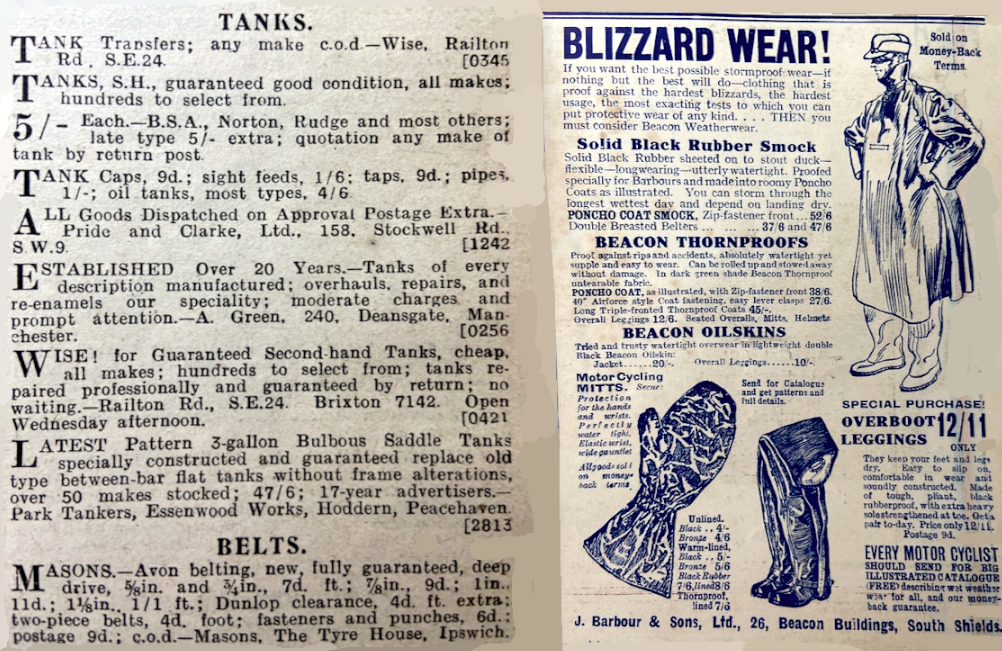 TANKS.
TANK Transfers; any make c.o.d.—Wise, Railton
Rd., S.E.24. [0345
TANKS, S.H., guaranteed good condition, all makes;
hundreds to select from.
5/- Each.—B.S.A., Norton, Rudge and most others;
late type 5/- extra; quotation any make of
tank by return post.
TANK Caps, 9d.; sight feeds, 1/6; taps, 9d.; pipes,
1/-; oil tanks, most types, 4/6.
ALL Goods Dispatched on Approval Postage Extra.—
Pride and Clarke, Ltd., 158, Stockwell Rd.,
S.W.9. [1242
ESTABLISHED Over 20 Years.—Tanks of every
description manufactured; overhauls, repairs, and
re-enamels our speciality; moderate charges and
prompt attention.—A. Green, 240, Deansgate, Man-
chester. [0256
WISE! for Guaranteed Second-hand Tanks, cheap,
all makes; hundreds to select from; tanks re-
paired professionally and guaranteed by return; no
waiting.—Railton Rd., S.E.24. Brixton 7142. Open
Wednesday afternoon. [0421
LATEST Pattern 3-gallon Bulbous Saddle Tanks
specially constructed and guaranteed replace old
type between-bar flat tanks without frame alterations,
over 50 makes stocked; 47/6; 17-year advertisers.—
Park Tankers, Essenwood Works, Hoddern, Peacehaven.
[2813
BELTS.
MASONS.—Avon belting, new, fully guaranteed, deep
drive, 5/8in. and 3/4in., 7d. ft.; 7/8in., 9d.; 1in.,
11d.; 1 1/8in., 1/1 ft.; Dunlop clearance, 4d. ft. extra;
two-piece belts, 4d. foot; fasteners and punches, 6d.;
postage 9d.; c.o.d.—Masons, The Tyre House, Ipswich.
BLIZZARD WEAR!
Sold on
Money-Back
Terms.
If you want the best possible stormproof wear—if
nothing but the best will do—clothing that is
proof against the hardest blizzards, the hardest
usage, the most exacting tests to which you can
put protective wear of any kind. . . . THEN you
must consider Beacon Weatherwear.
Solid Black Rubber Smock
Solid Black Rubber sheeted on to stout duck—
flexible—longwearing—utterly watertight. Proofed
specially for Barbours and made into roomy Poncho
Coats as illustrated. You can storm through the
longest wettest day and depend on landing dry.
PONCHO COAT SMOCK, Zip-fastener front ... 52/6
Double Breasted Belters ... ... ... 37/6 and 47/6
BEACON THORNPROOFS
Proof against rips and accidents, absolutely watertight yet
supple and easy to wear. Can be rolled up and stowed away
without damage. In dark green shade Beacon Thornproof
untearable fabric.
PONCHO COAT, as illustrated, with Zip-fastener front 38/6.
40" Airforce style Coat fastening, easy lever clasps 27/6.
Long Triple-fronted Thornproof Coats 45/-.
Overall Leggings 12/6. Seated Overalls, Mitts, Helmets
BEACON OILSKINS
Tried and trusty watertight overwear in lightweight double
Black Beacon Oilskin:
Jacket......20/-. Overall Leggings......10/-.
Motor Cycling
MITTS. Secure
Protection
for the hands
and wrists.
Perfectly
water tight.
Elastic wrist,
wide gauntlet
All goods sol
on money-
back terms.
Send for Catalogue
and get patterns and
full details.
Unlined.
Black .. 4/-
Bronze 4/6
Warm-lined,
Black .. 5/-
Bronze 5/6
Black Rubber
7/6, lined 8/6
Thornproof,
lined 7/6
SPECIAL PURCHASE!
OVERBOOT 12/11
LEGGINGS ONLY
They keep your feet and legs
dry. Easy to slip on,
comfortable in wear and
soundly constructed. Made
of tough, pliant, black
rubberproof, with extra heavy
soles strengthened at toe. Get a
pair to-day. Price only 12/11.
Postage 9d.
EVERY MOTOR CYCLIST
SHOULD SEND FOR BIG
ILLUSTRATED CATALOGUE
(FREE) describing wet weather
wear for all, and our money-
back guarantee.
J. Barbour & Sons, Ltd., 26, Beacon Buildings, South Shields.